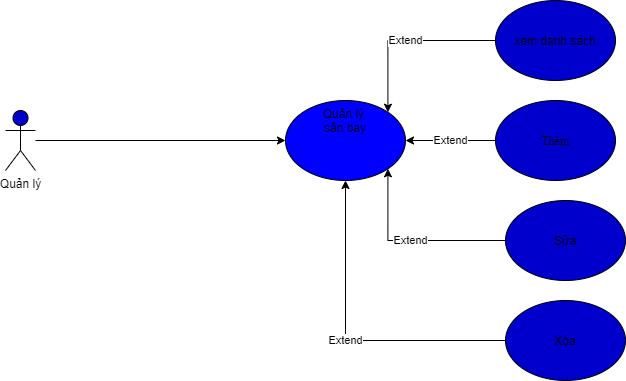 Extend
xem danh sách
Quản lý
sân bay
Extend
Thêm
Quản lý
Extend
Sửa
Extend
Xóa